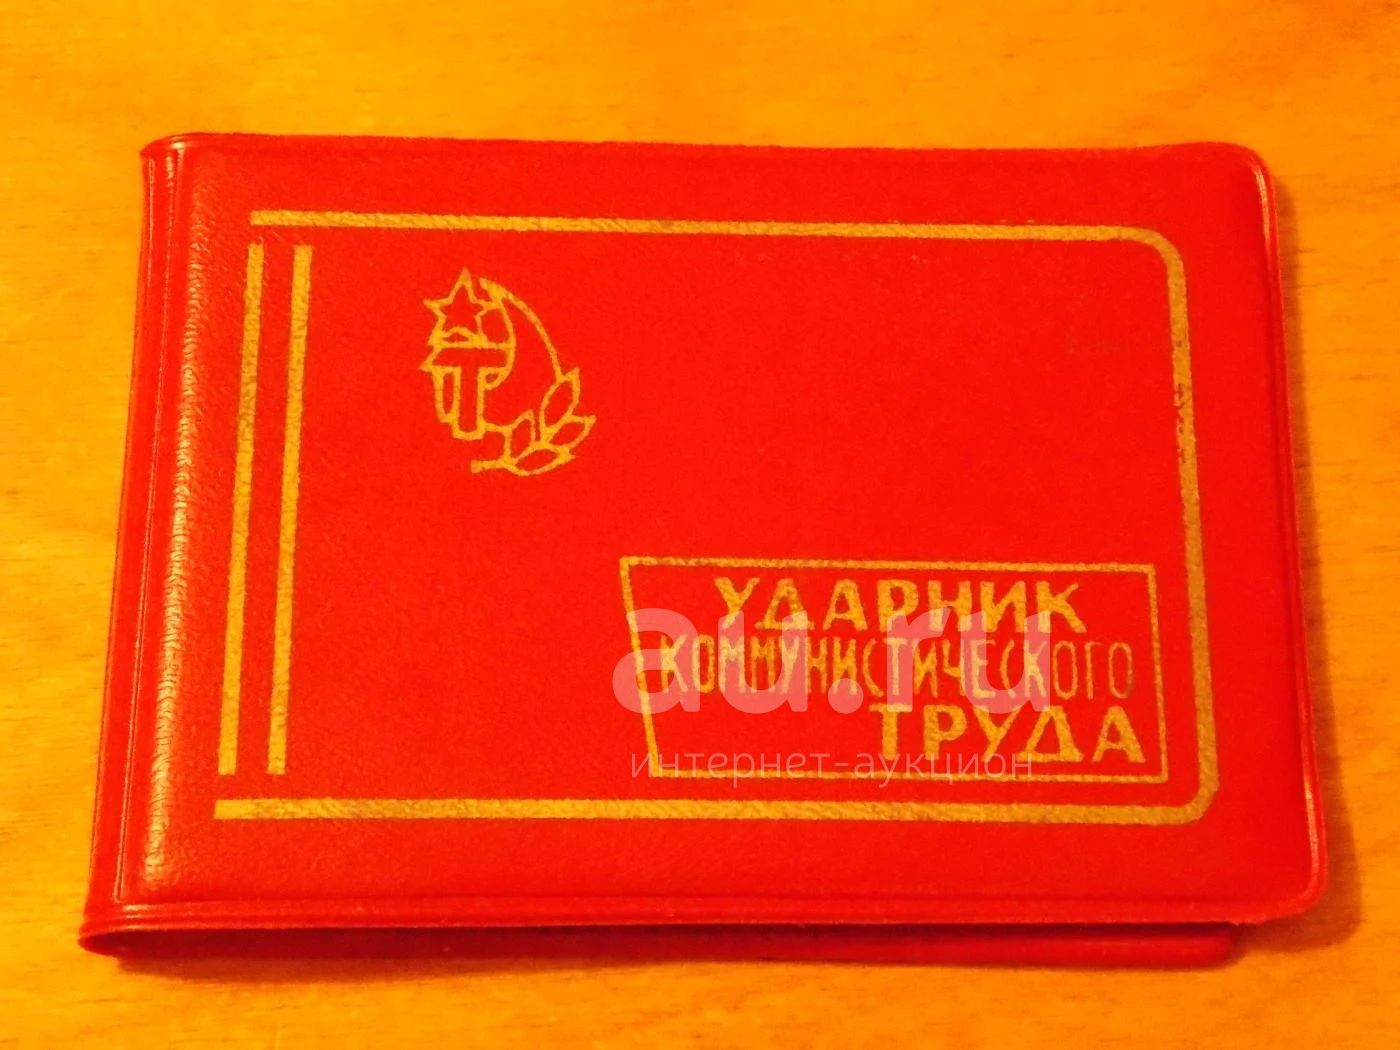 УДАРНИК
КОММУНИСТИЧЕСКОГО
ТРУДА
au.ru
интернет-аукцион